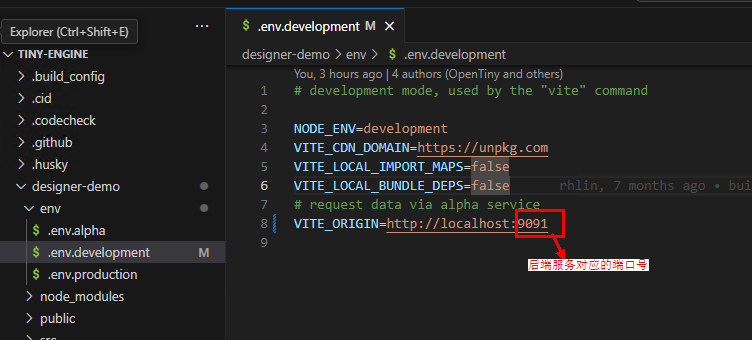 Explorer (Ctrl+Shift+E)
TINY-ENGINE
.build_config
.cid
.codecheck
.github
.husky
designer-demo
env
$ .env.alpha
$ .env.development M
$ .env.production
node_modules
public
$ .env.development M
designer-demo > env > $ .env.development
You, 3 hours ago | 4 authors (OpenTiny and others)
1 # development mode, used by the "vite" command
2
3 NODE_ENV=development
4 VITE_CDN_DOMAIN=https://unpkg.com
5 VITE_LOCAL_IMPORT_MAPS=false
6 VITE_LOCAL_BUNDLE_DEPS=false rhlin, 7 months ago • bui
7 # request data via alpha service
8 VITE_ORIGIN=http://localhost:9091
9
后端服务对应的端口号